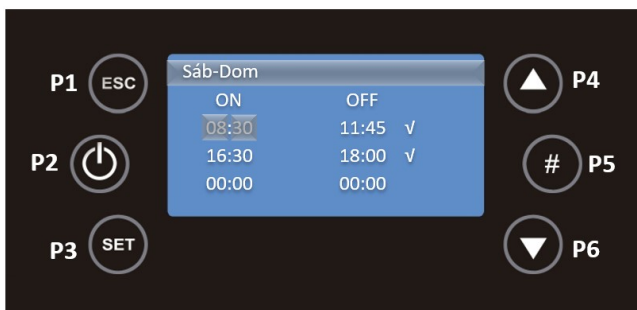 P1 ESC
P2
P3 SET
Sáb-Dom
ON OFF
08:30 11:45 √
16:30 18:00 √
00:00 00:00
P4
# P5
P6